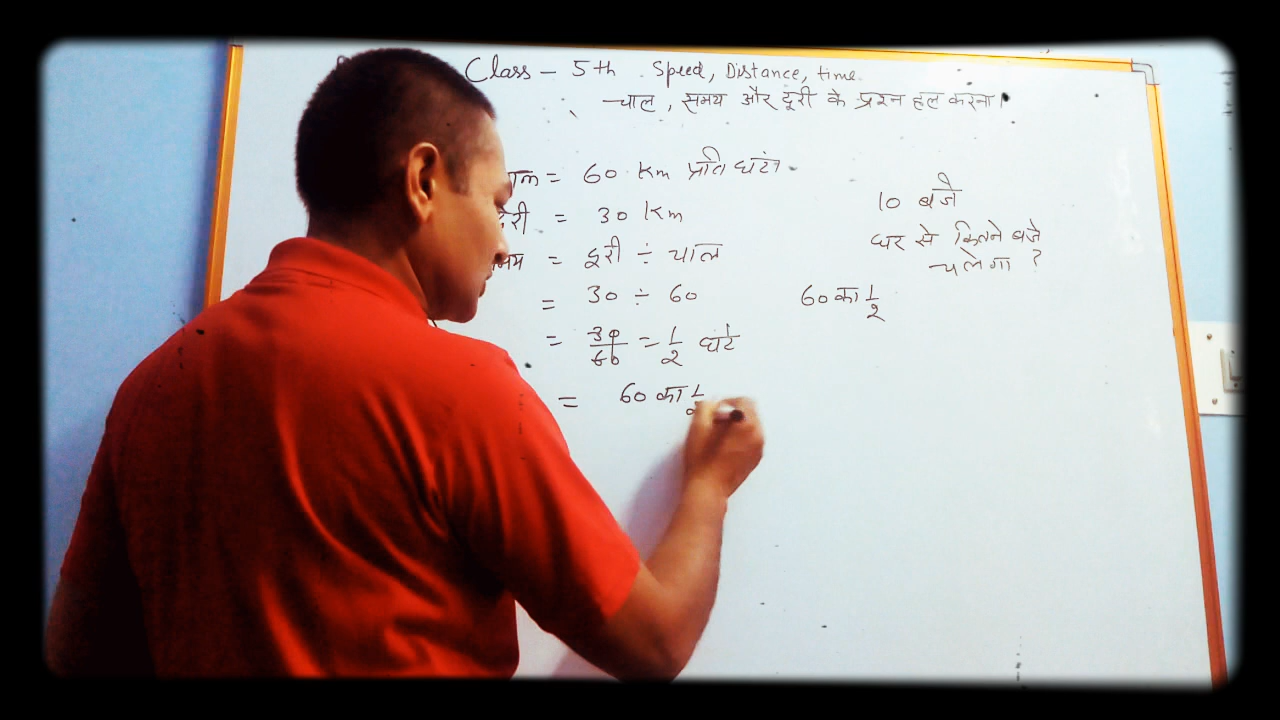 Class - 5th . Speed, Distance, time.
चाल, समय और दूरी के प्रश्न हल करना।
= 60 Km प्रति घंटा
= 30 Km
= दूरी ÷ चाल
= 30 ÷ 60
= 30/60 = 1/2 घंटे
= 60 का 1/2
10 बजे
घर से कितने बजे
चलेगा ?
60 का 1/2